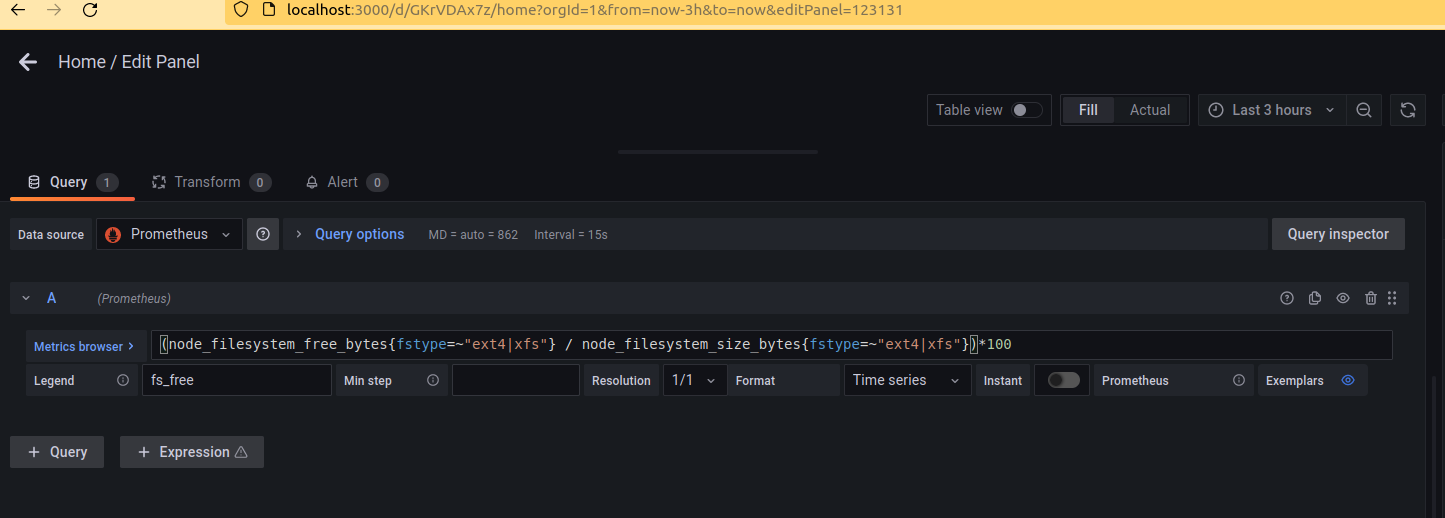 localhost:3000/d/GKrVDAx7z/home?orgId=1&from=now-3h&to=now&editPanel=123131
Home / Edit Panel
Table view Fill Actual Last 3 hours
Query 1 Transform 0 Alert 0
Data source Prometheus Query options MD = auto = 862 Interval = 15s Query inspector
A (Prometheus)
Metrics browser > (node_filesystem_free_bytes{fstype=~"ext4|xfs"} / node_filesystem_size_bytes{fstype=~"ext4|xfs"})*100
Legend fs_free Min step Resolution 1/1 Format Time series Instant Prometheus Exemplars
+ Query + Expression